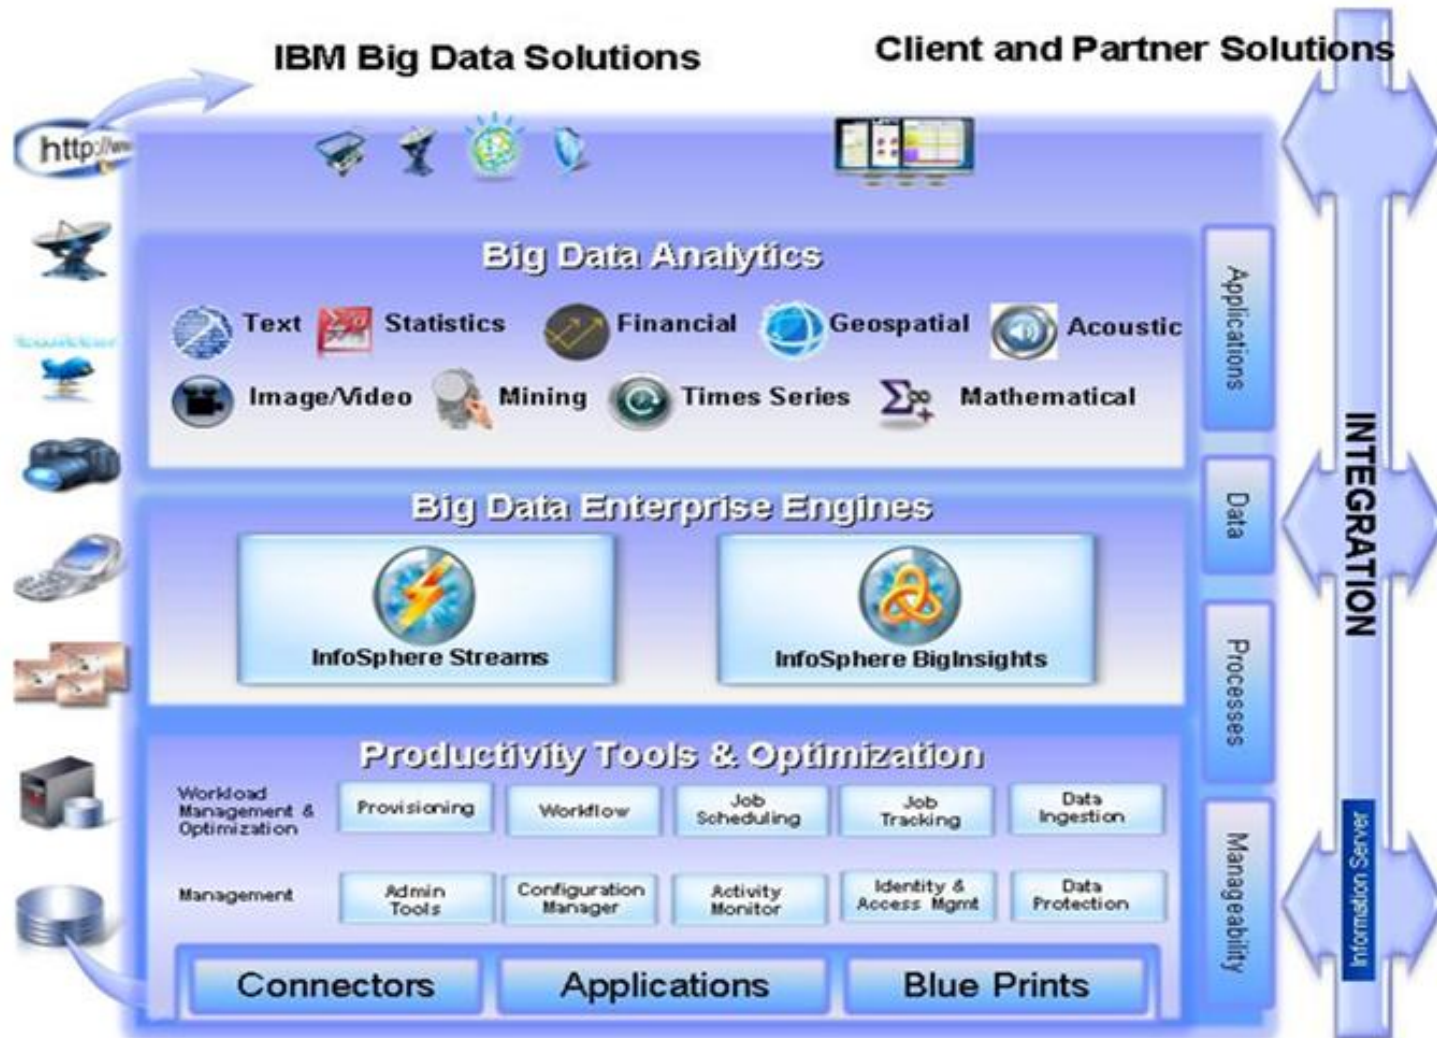 IBM Big Data Solutions
Client and Partner Solutions
http://ww
Big Data Analytics
Text
Statistics
Financial
Geospatial
Acoustic
Image/Video
Mining
Times Series
Mathematical
Big Data Enterprise Engines
InfoSphere Streams
InfoSphere BigInsights
Productivity Tools & Optimization
Workload
Management &
Optimization
Provisioning
Workflow
Job
Scheduling
Job
Tracking
Data
Ingestion
Management
Admin
Tools
Configuration
Manager
Activity
Monitor
Identity &
Access Mgmt
Data
Protection
Connectors
Applications
Blue Prints
Applications
Data
Processes
Manageability
INTEGRATION
Information Server